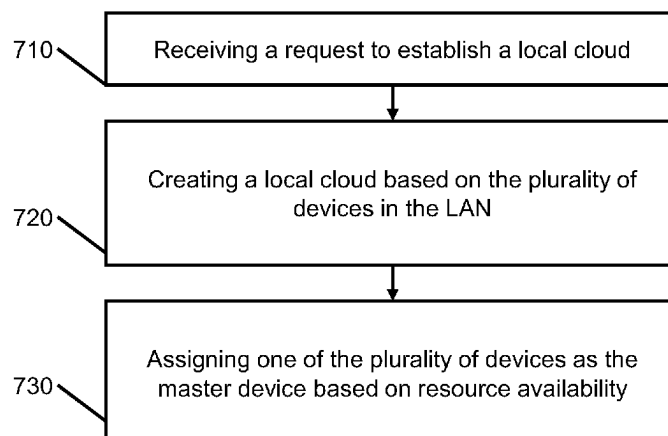 710
Receiving a request to establish a local cloud
720
Creating a local cloud based on the plurality of
devices in the LAN
730
Assigning one of the plurality of devices as the
master device based on resource availability